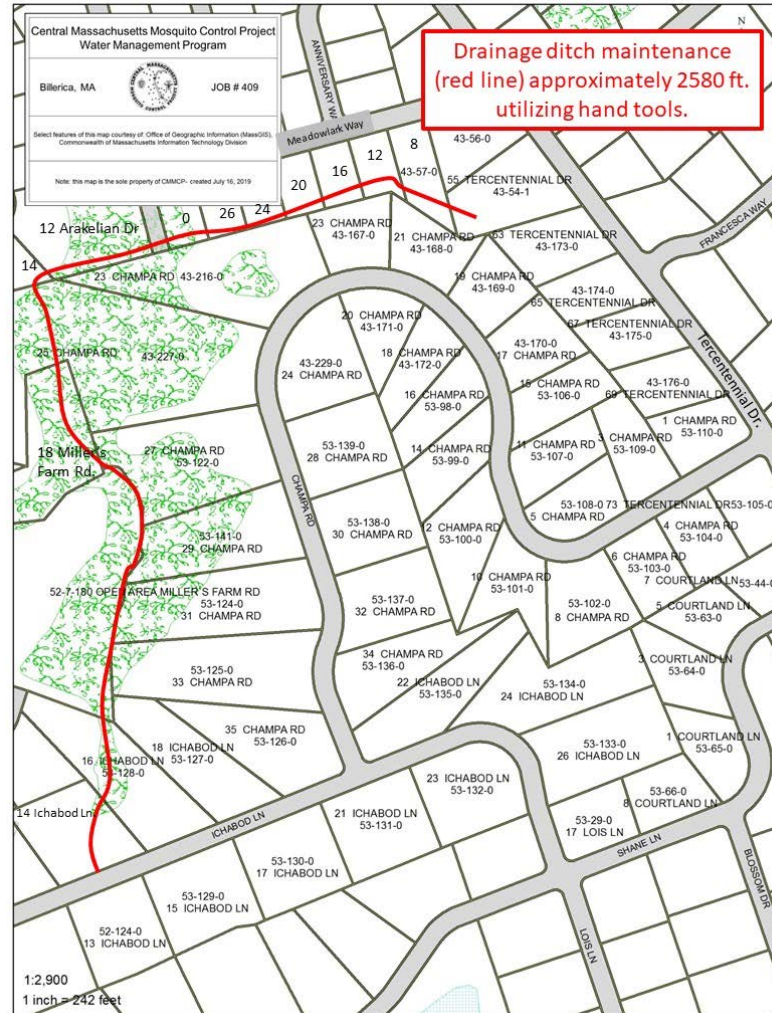 Central Massachusetts Mosquito Control Project
Water Management Program
Billerica, MA
JOB # 409
Select features of this map courtesy of: Office of Geographic Information (MassGIS),
Commonwealth of Massachusetts Information Technology Division
Note: this map is the sole property of CMMCP- created July 16, 2019
N
Drainage ditch maintenance
(red line) approximately 2580 ft.
utilizing hand tools.
ANNIVERSARY WA
Meadowlark Way
8
43-56-0
12
43-57-0
16
20
24
26
0
55 TERCENTENNIAL DR
43-54-1
12 Arakelian Dr
14
23 CHAMPA RD
43-167-0
21 CHAMPA RD
43-168-0
63 TERCENTENNIAL DR
43-173-0
FRANCESCA WAY
23 CHAMPA RD 43-216-0
19 CHAMPA RD
43-169-0
43-174-0
65 TERCENTENNIAL DR
20 CHAMPA RD
43-171-0
67 TERCENTENNIAL DR
43-175-0
25 CHAMPA RD
43-227-0
18 CHAMPA RD
43-172-0
43-170-0
17 CHAMPA RD
Tercentennial Dr.
43-229-0
24 CHAMPA RD
16 CHAMPA RD
53-98-0
15 CHAMPA RD
53-106-0
43-176-0
69 TERCENTENNIAL DR
1 CHAMPA RD
53-110-0
18 Miller's
Farm Rd.
27 CHAMPA RD
53-122-0
53-139-0
28 CHAMPA RD
14 CHAMPA RD
53-99-0
11 CHAMPA RD
53-107-0
3 CHAMPA RD
53-109-0
CHAMPA RD
53-108-0
5 CHAMPA RD
73 TERCENTENNIAL DR
53-105-0
53-141-0
29 CHAMPA RD
53-138-0
30 CHAMPA RD
12 CHAMPA RD
53-100-0
4 CHAMPA RD
53-104-0
6 CHAMPA RD
53-103-0
7 COURTLAND LN
53-44-0
52-7-180 OPEN AREA MILLER'S FARM RD
53-124-0
31 CHAMPA RD
53-137-0
32 CHAMPA RD
10 CHAMPA RD
53-101-0
53-102-0
8 CHAMPA RD
5 COURTLAND LN
53-63-0
53-125-0
33 CHAMPA RD
34 CHAMPA RD
53-136-0
22 ICHABOD LN
53-135-0
53-134-0
24 ICHABOD LN
3 COURTLAND LN
53-64-0
35 CHAMPA RD
53-126-0
18 ICHABOD LN
53-127-0
16 ICHABOD LN
53-128-0
53-133-0
26 ICHABOD LN
1 COURTLAND LN
53-65-0
14 Ichabod Ln.
ICHABOD LN
23 ICHABOD LN
53-132-0
21 ICHABOD LN
53-131-0
53-66-0
8 COURTLAND LN
53-29-0
17 LOIS LN
SHANE LN
53-130-0
17 ICHABOD LN
53-129-0
15 ICHABOD LN
52-124-0
13 ICHABOD LN
BLOSSOM DR
LOIS LN
1:2,900
1 inch = 242 feet